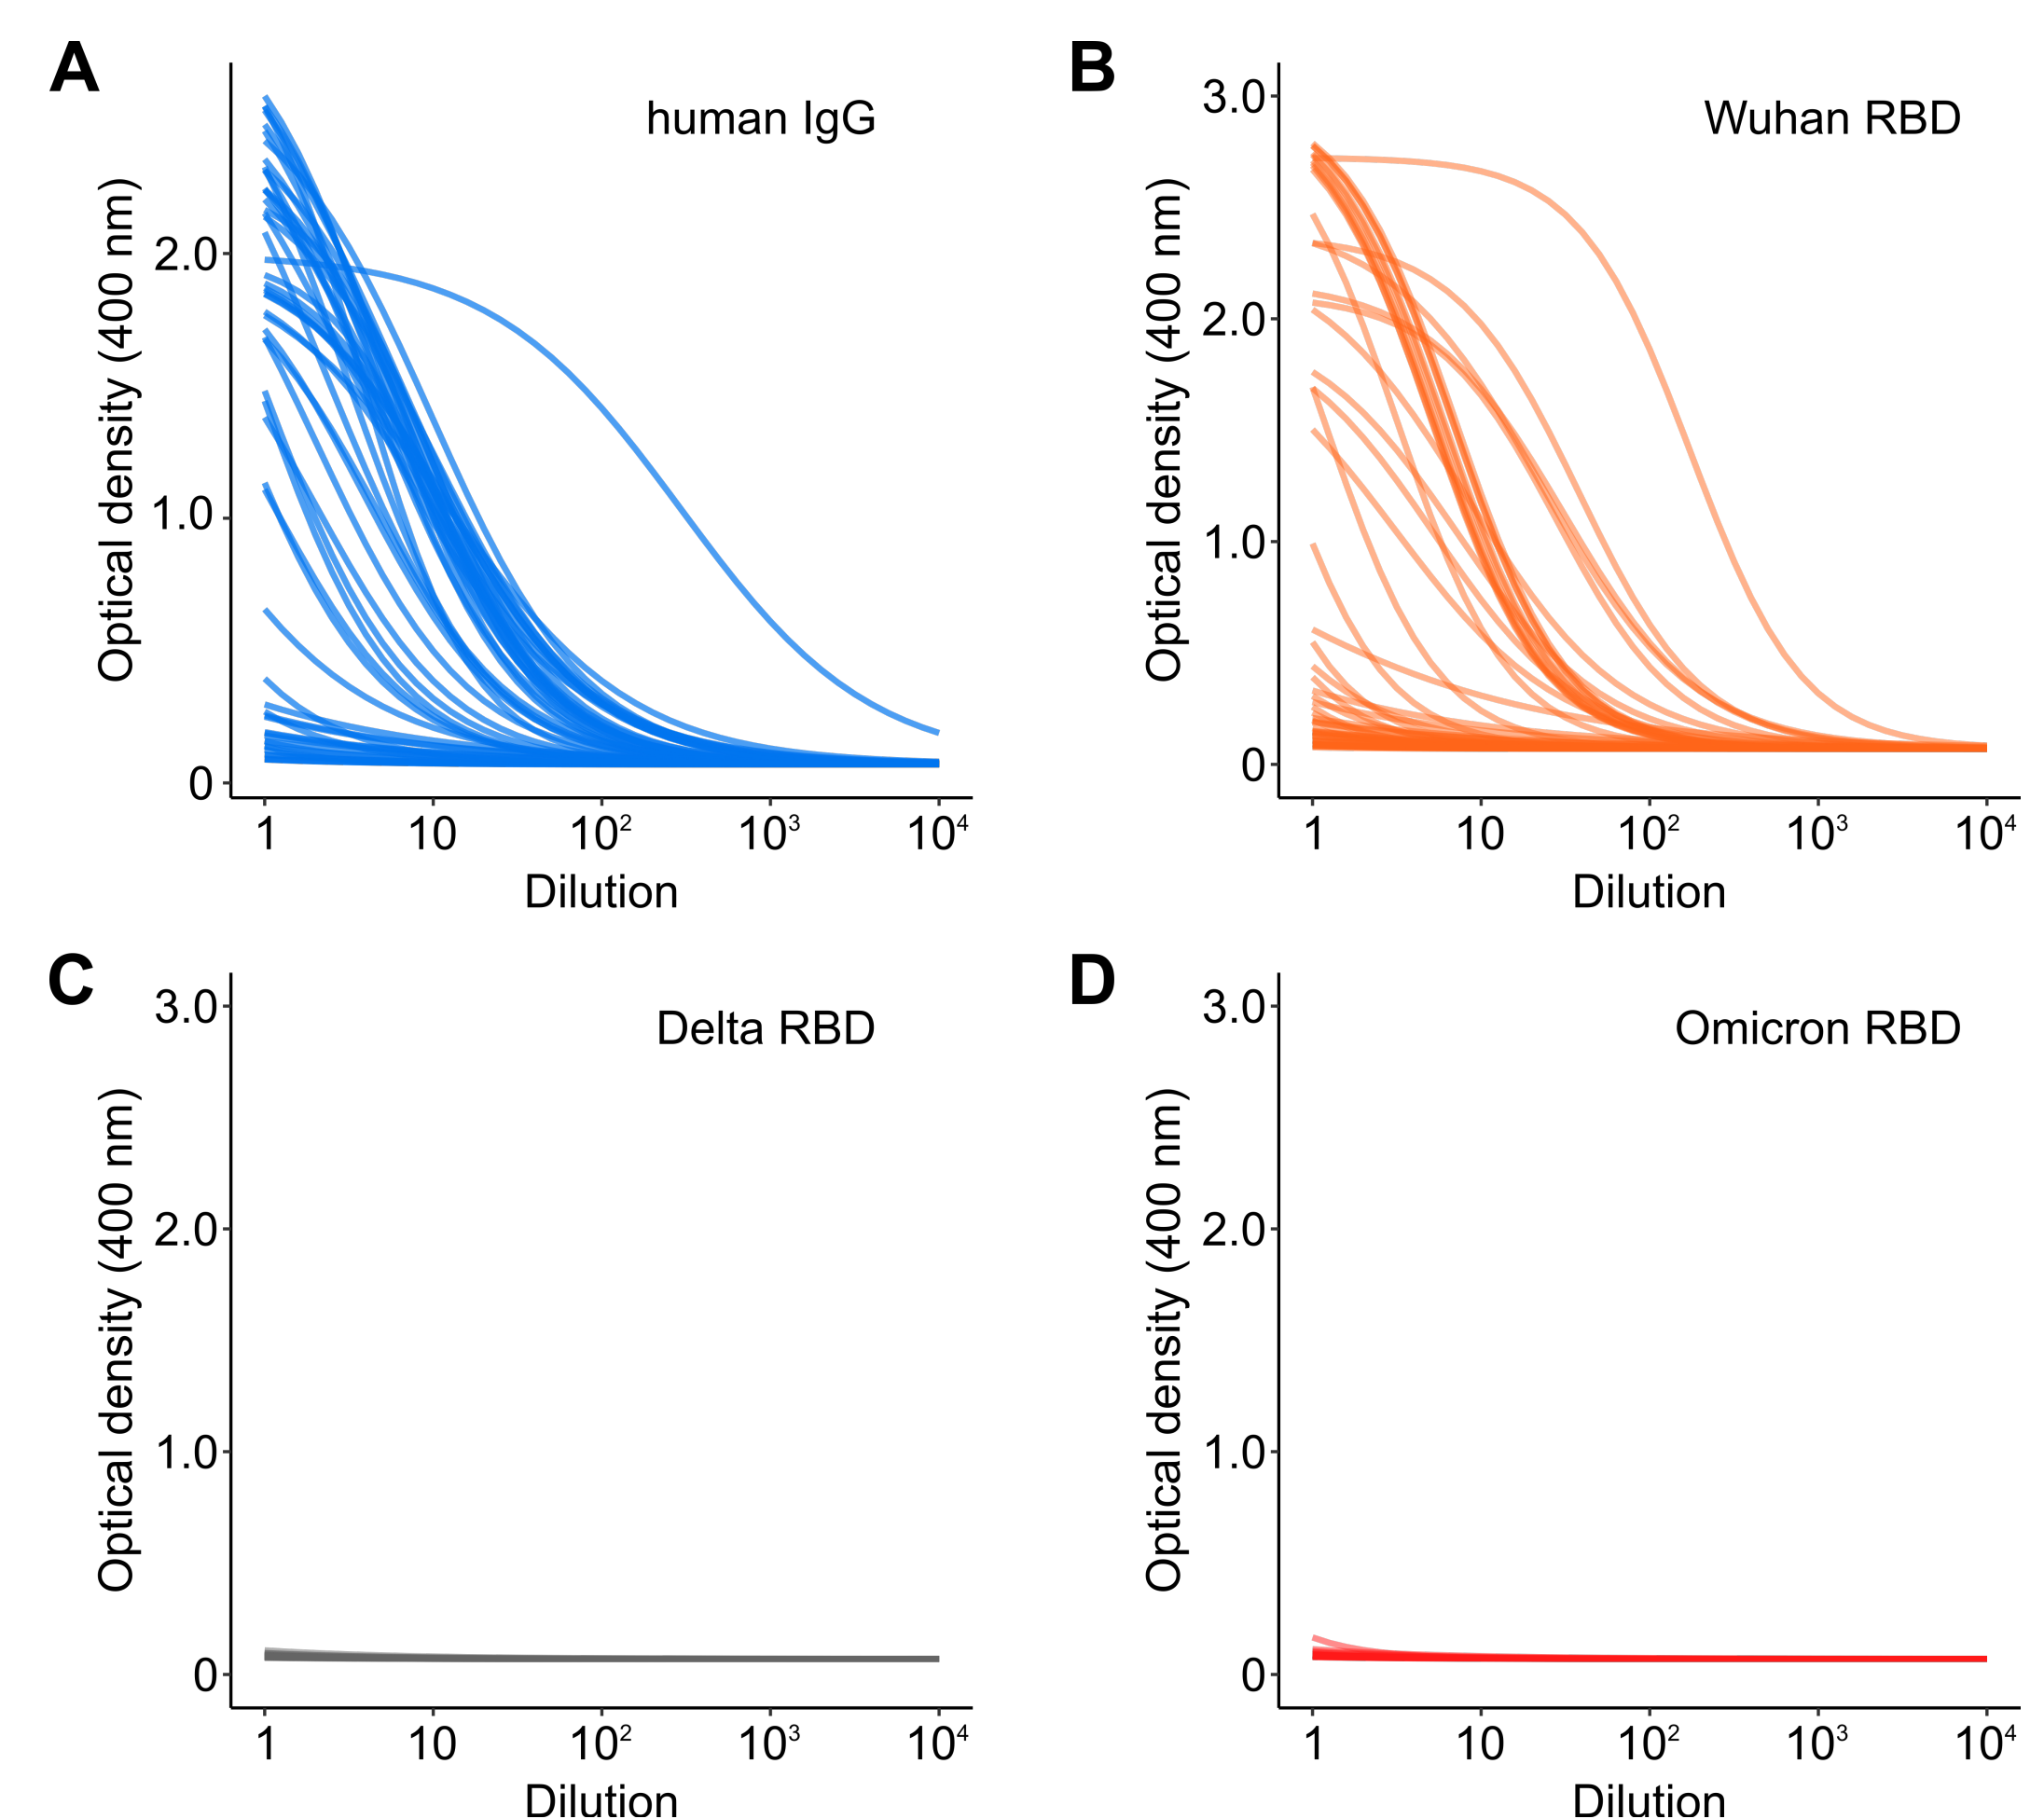 A
human IgG
Optical density (400 nm)
2.0
1.0
0
1 10 10² 10³ 10⁴
Dilution
B
Wuhan RBD
Optical density (400 nm)
3.0
2.0
1.0
0
1 10 10² 10³ 10⁴
Dilution
C
Delta RBD
Optical density (400 nm)
3.0
2.0
1.0
0
1 10 10² 10³ 10⁴
Dilution
D
Omicron RBD
Optical density (400 nm)
3.0
2.0
1.0
0
1 10 10² 10³ 10⁴
Dilution